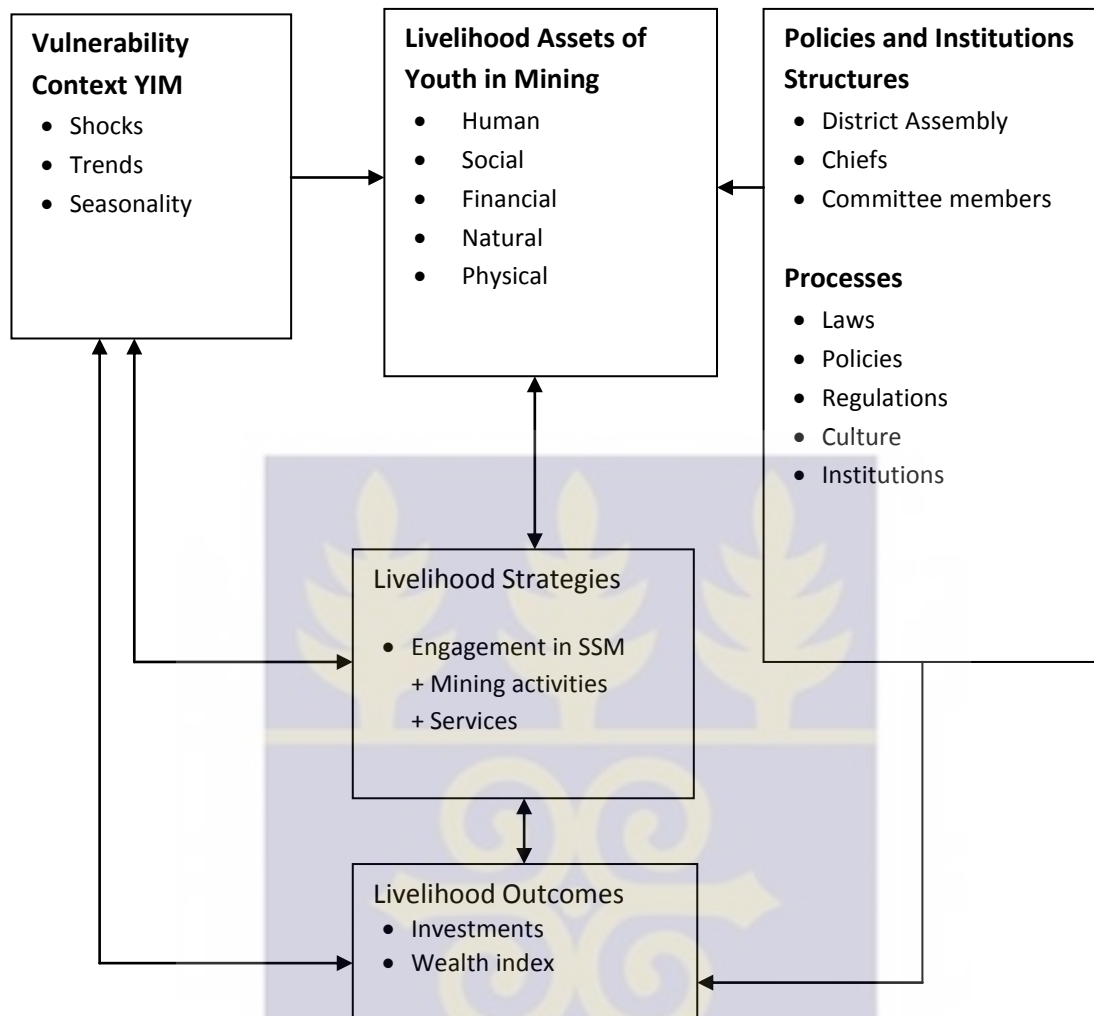 Vulnerability
Context YIM
• Shocks
• Trends
• Seasonality
Livelihood Assets of
Youth in Mining
• Human
• Social
• Financial
• Natural
• Physical
Policies and Institutions
Structures
• District Assembly
• Chiefs
• Committee members
Processes
• Laws
• Policies
• Regulations
• Culture
• Institutions
Livelihood Strategies
• Engagement in SSM
+ Mining activities
+ Services
Livelihood Outcomes
• Investments
• Wealth index